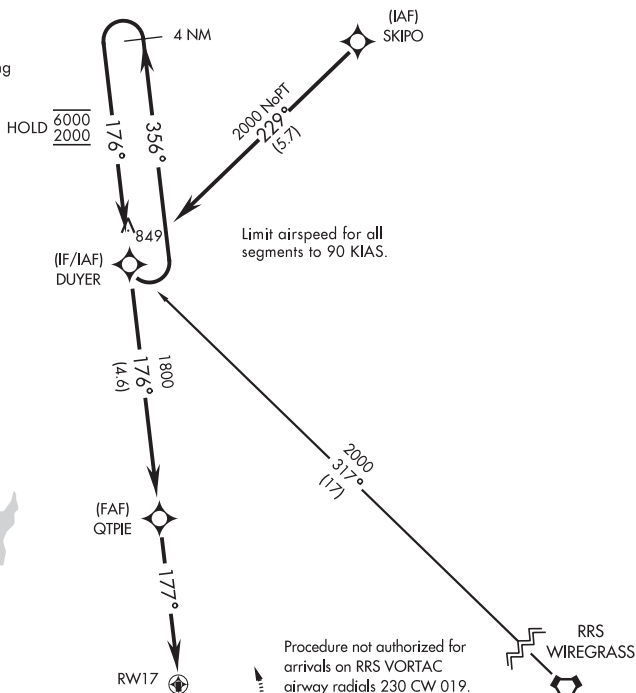 (IAF)
SKIPO
4 NM
HOLD 6000
2000
176°
356°
2000 NoPT
229°
(5.7)
849
Limit airspeed for all
segments to 90 KIAS.
(IF/IAF)
DUYER
1800
176°
(4.6)
2000
317°
(17)
(FAF)
QTPIE
177°
RRS
WIREGRASS
Procedure not authorized for
arrivals on RRS VORTAC
airway radials 230 CW 019.
RW17